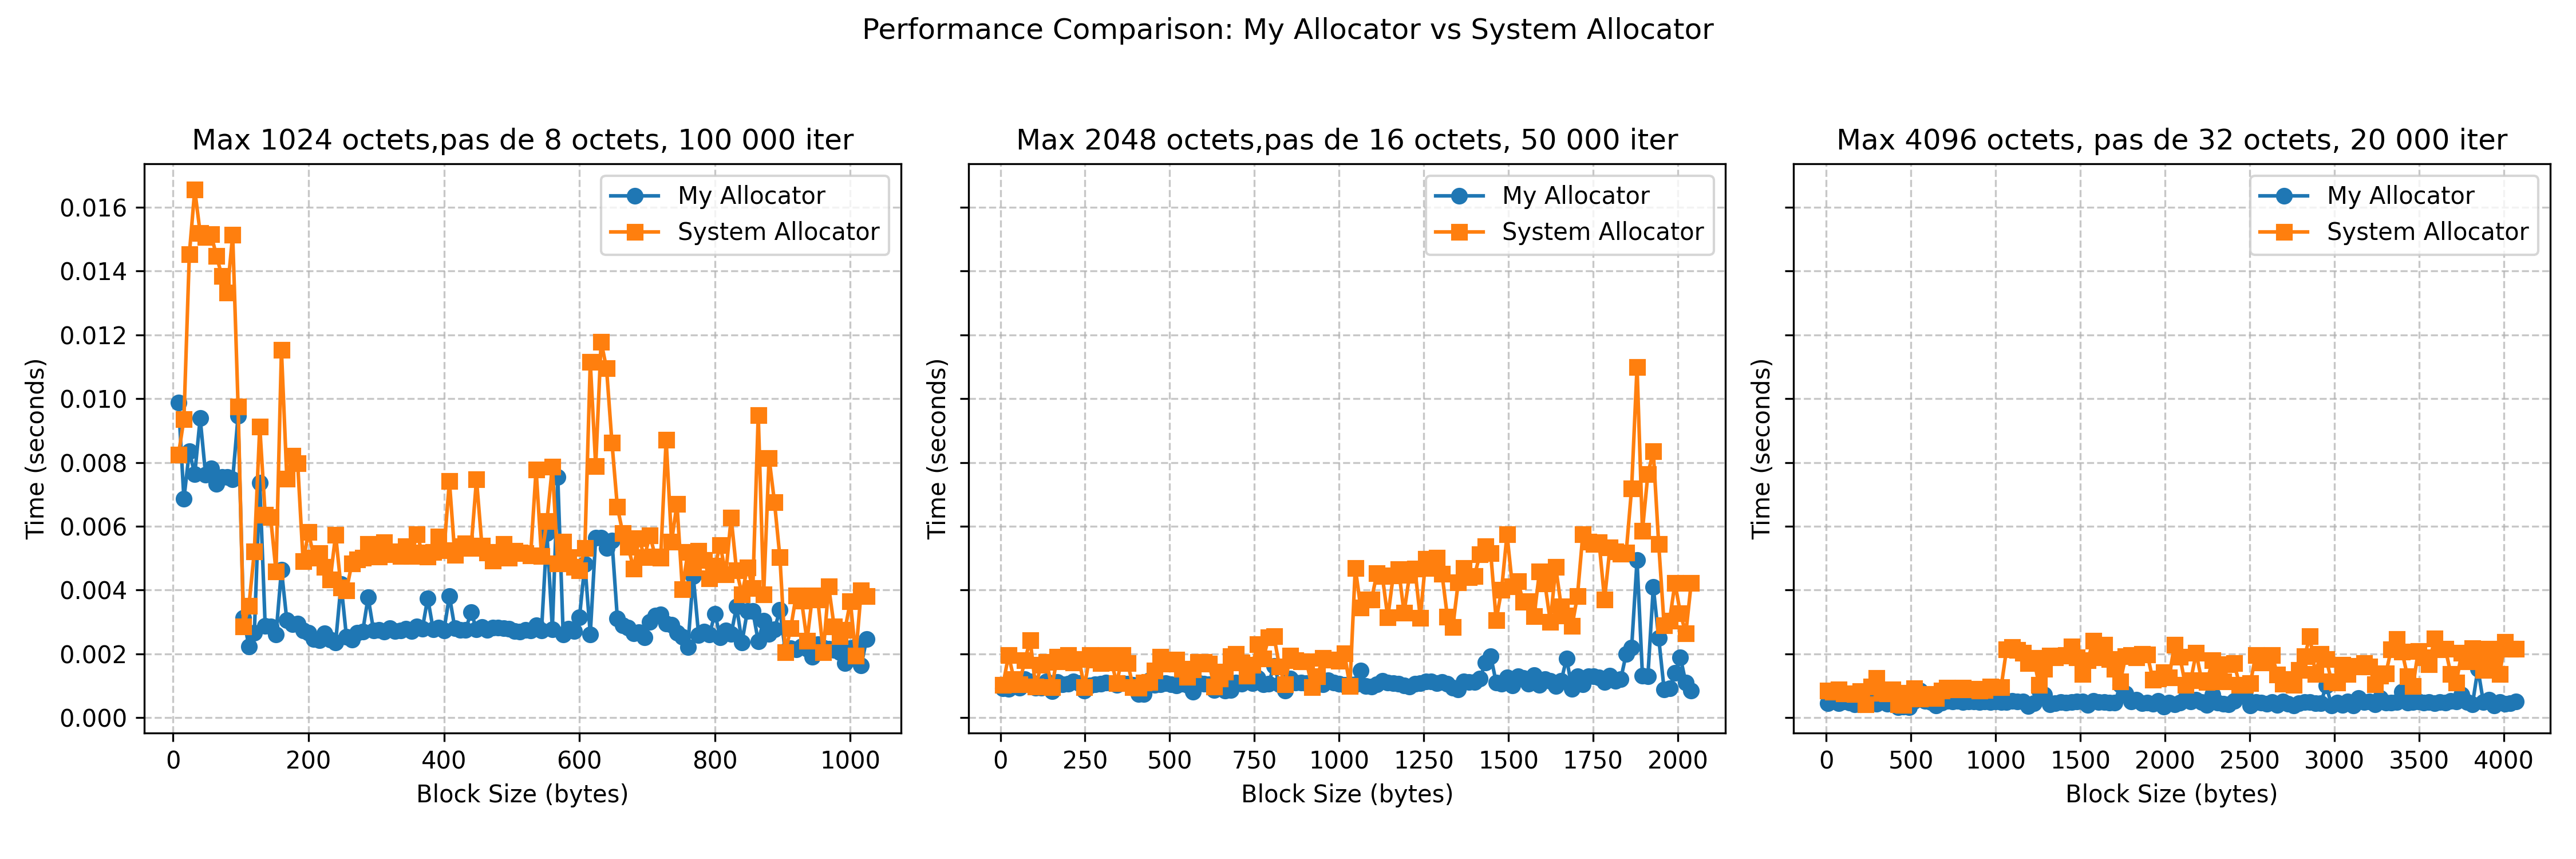 Performance Comparison: My Allocator vs System Allocator
Max 1024 octets,pas de 8 octets, 100 000 iter
My Allocator
System Allocator
0.016
0.014
0.012
0.010
0.008
0.006
0.004
0.002
0.000
Time (seconds)
0 200 400 600 800 1000
Block Size (bytes)
Max 2048 octets,pas de 16 octets, 50 000 iter
My Allocator
System Allocator
Time (seconds)
0 250 500 750 1000 1250 1500 1750 2000
Block Size (bytes)
Max 4096 octets, pas de 32 octets, 20 000 iter
My Allocator
System Allocator
Time (seconds)
0 500 1000 1500 2000 2500 3000 3500 4000
Block Size (bytes)